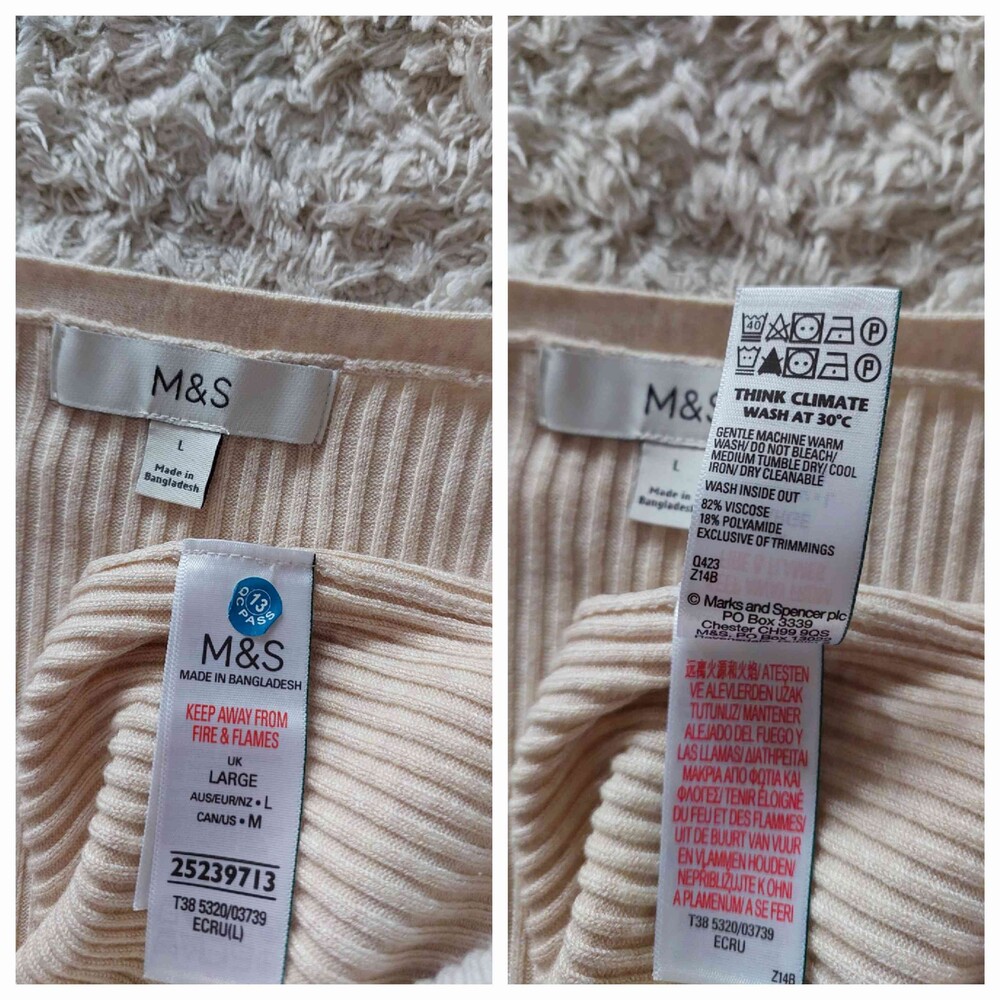 M&S
L
Made in
Bangladesh
13
QC PASS
M&S
MADE IN BANGLADESH
KEEP AWAY FROM
FIRE & FLAMES
UK
LARGE
AUS/EUR/NZ • L
CAN/US • M
25239713
T38 5320/03739
ECRU(L)
M&S
L
Made in
Bangladesh
40
P
P
THINK CLIMATE
WASH AT 30°C
GENTLE MACHINE WARM
WASH/ DO NOT BLEACH/
MEDIUM TUMBLE DRY/ COOL
IRON/ DRY CLEANABLE
WASH INSIDE OUT
82% VISCOSE
18% POLYAMIDE
EXCLUSIVE OF TRIMMINGS
Q423
Z14B
© Marks and Spencer plc
PO Box 3339
Chester CH99 9QS
M&S, PO Box
远离火源和火焰/ ATEŞTEN
VE ALEVLERDEN UZAK
TUTUNUZ/ MANTENER
ALEJADO DEL FUEGO Y
LAS LLAMAS/ ΔΙΑΤΗΡΕΙΤΑΙ
ΜΑΚΡΙΑ ΑΠΟ ΦΩΤΙΑ ΚΑΙ
ΦΛΟΓΕΣ/ TENIR ÉLOIGNÉ
DU FEU ET DES FLAMMES/
UIT DE BUURT VAN VUUR
EN VLAMMEN HOUDEN/
NEPŘIBLIŽUJTE K OHNI
A PLAMENŮM/ A SE FERI
T38 5320/03739
ECRU
Z14B